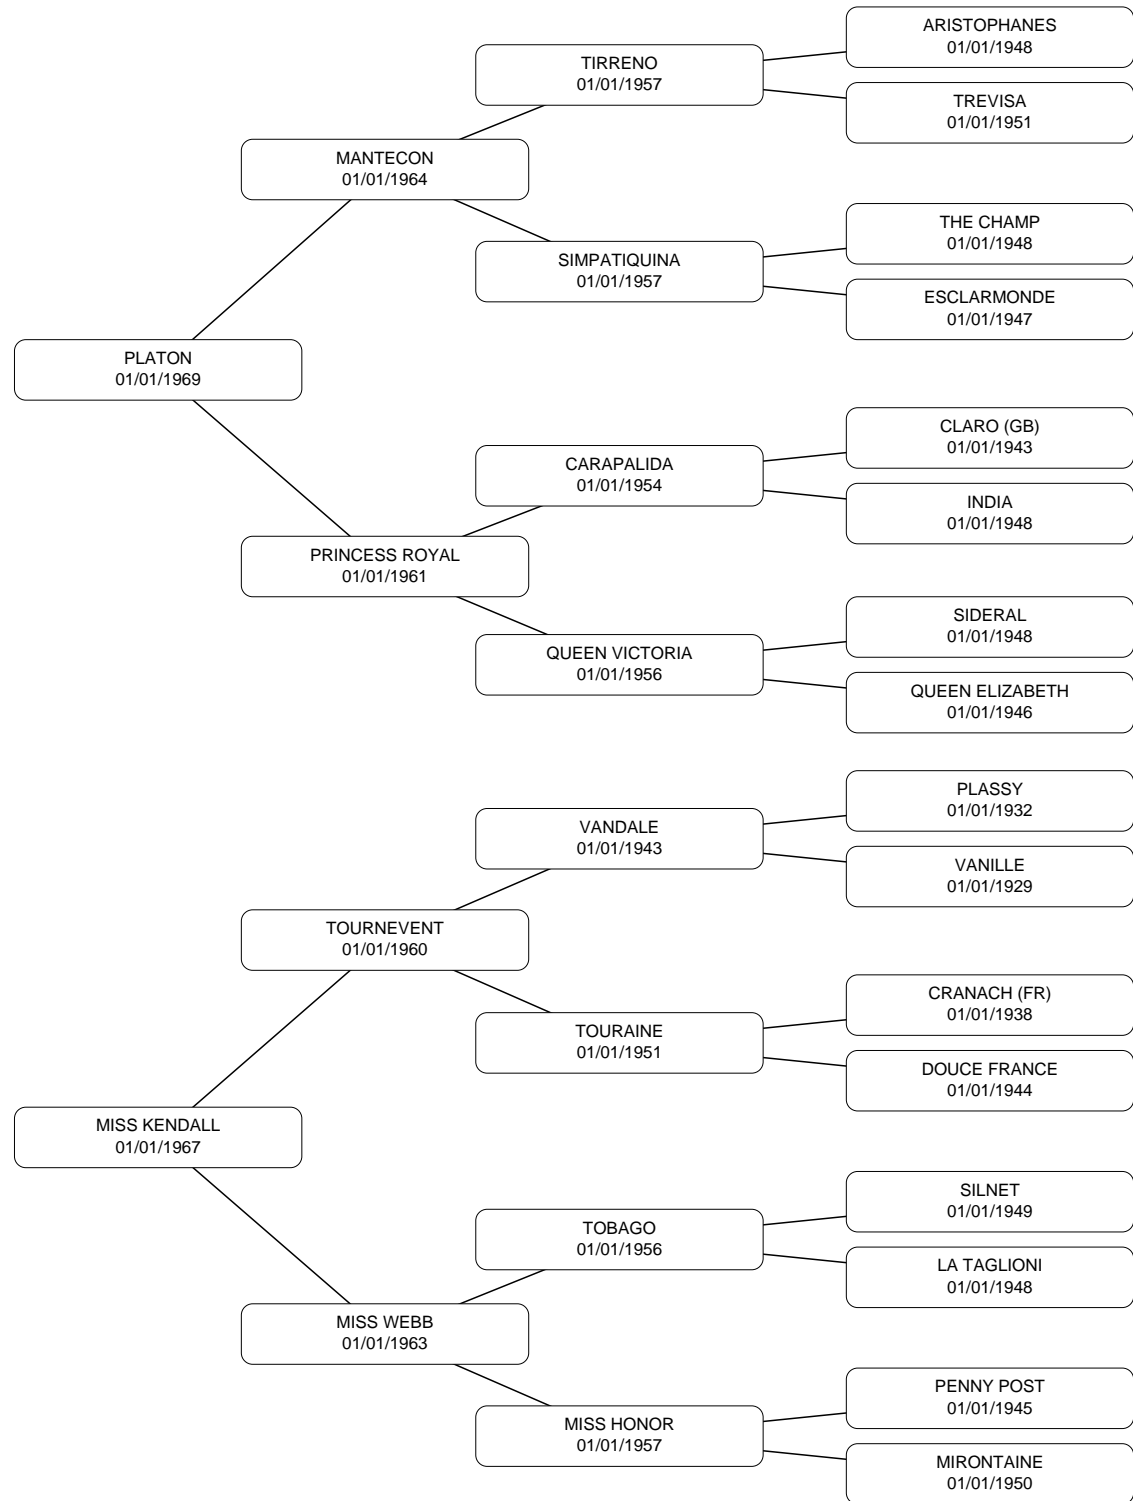 ARISTOPHANES
01/01/1948
TIRRENO
01/01/1957
TREVISA
01/01/1951
MANTECON
01/01/1964
THE CHAMP
01/01/1948
SIMPATIQUINA
01/01/1957
ESCLARMONDE
01/01/1947
PLATON
01/01/1969
CLARO (GB)
01/01/1943
CARAPALIDA
01/01/1954
INDIA
01/01/1948
PRINCESS ROYAL
01/01/1961
SIDERAL
01/01/1948
QUEEN VICTORIA
01/01/1956
QUEEN ELIZABETH
01/01/1946
PLASSY
01/01/1932
VANDALE
01/01/1943
VANILLE
01/01/1929
TOURNEVENT
01/01/1960
CRANACH (FR)
01/01/1938
TOURAINE
01/01/1951
DOUCE FRANCE
01/01/1944
MISS KENDALL
01/01/1967
SILNET
01/01/1949
TOBAGO
01/01/1956
LA TAGLIONI
01/01/1948
MISS WEBB
01/01/1963
PENNY POST
01/01/1945
MISS HONOR
01/01/1957
MIRONTAINE
01/01/1950